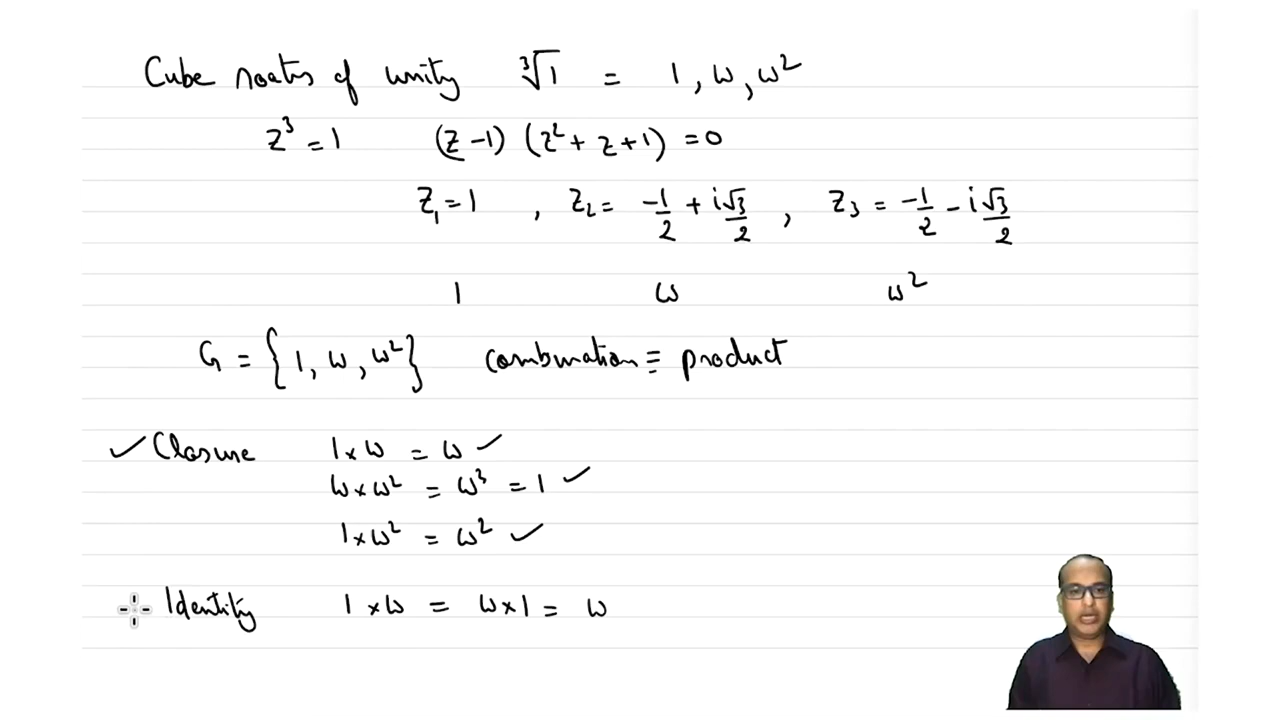 Cube roots of unity ∛1 = 1, ω, ω²
z³ = 1 (z-1) (z² + z + 1) = 0
z₁ = 1 , z₂ = -1/2 + i√3/2 , z₃ = -1/2 - i√3/2
1 ω ω²
G = {1, ω, ω²} combination ≡ product
✓ Closure 1 × ω = ω ✓
ω × ω² = ω³ = 1 ✓
1 × ω² = ω² ✓
Identity 1 × ω = ω × 1 = ω